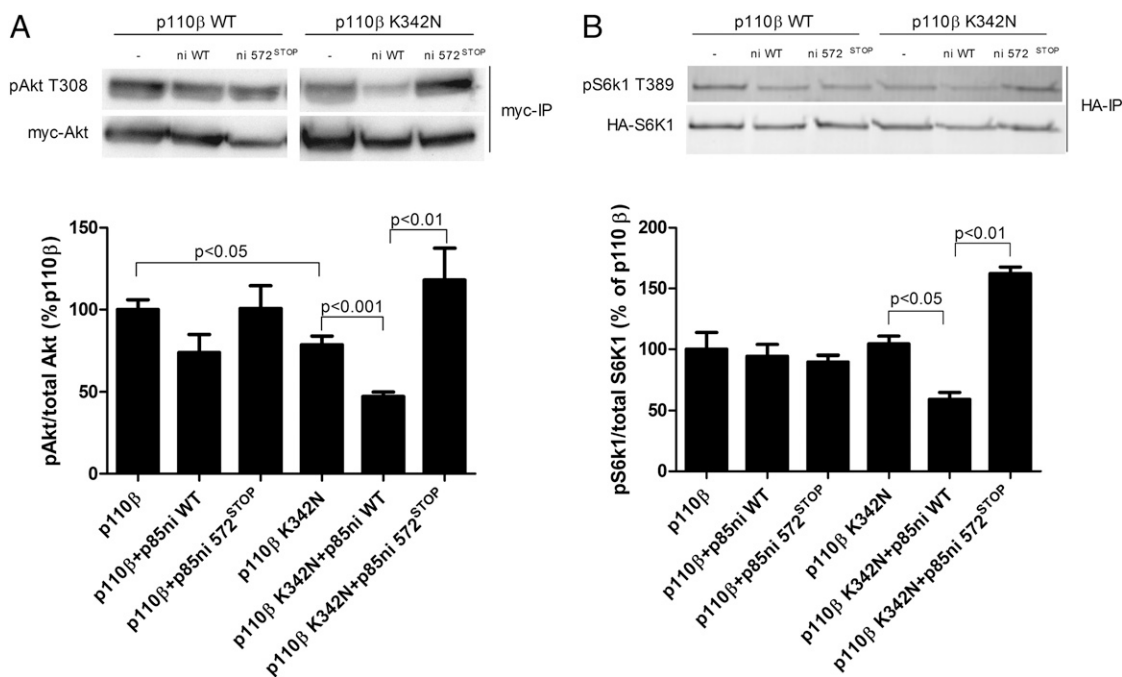 A
p110β WT
p110β K342N
- ni WT ni 572STOP - ni WT ni 572STOP
pAkt T308
myc-Akt
myc-IP
pAkt/total Akt (%p110β)
150
100
50
0
p<0.05
p<0.001
p<0.01
p110β
p110β+p85ni WT
p110β+p85ni 572STOP
p110β K342N
p110β K342N+p85ni WT
p110β K342N+p85ni 572STOP
B
p110β WT
p110β K342N
- ni WT ni 572 STOP - ni WT ni 572 STOP
pS6k1 T389
HA-S6K1
HA-IP
pS6k1/total S6K1 (% of p110 β)
200
150
100
50
0
p<0.05
p<0.01
p110β
p110β+p85ni WT
p110β+p85ni 572STOP
p110β K342N
p110β K342N+p85ni WT
p110β K342N+p85ni 572STOP